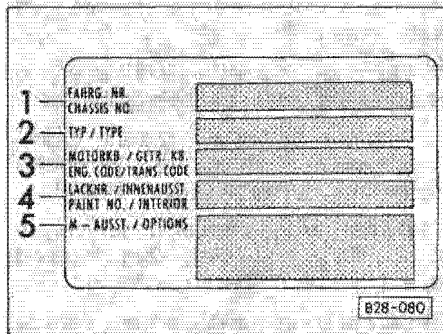 1 FAHRG. NR.
CHASSIS NO.
2 TYP / TYPE
3 MOTORKB. / GETR. KB.
ENG. CODE/TRANS. CODE
4 LACKNR. / INNENAUSST.
PAINT NO. / INTERIOR
5 M - AUSST. / OPTIONS
B28-080